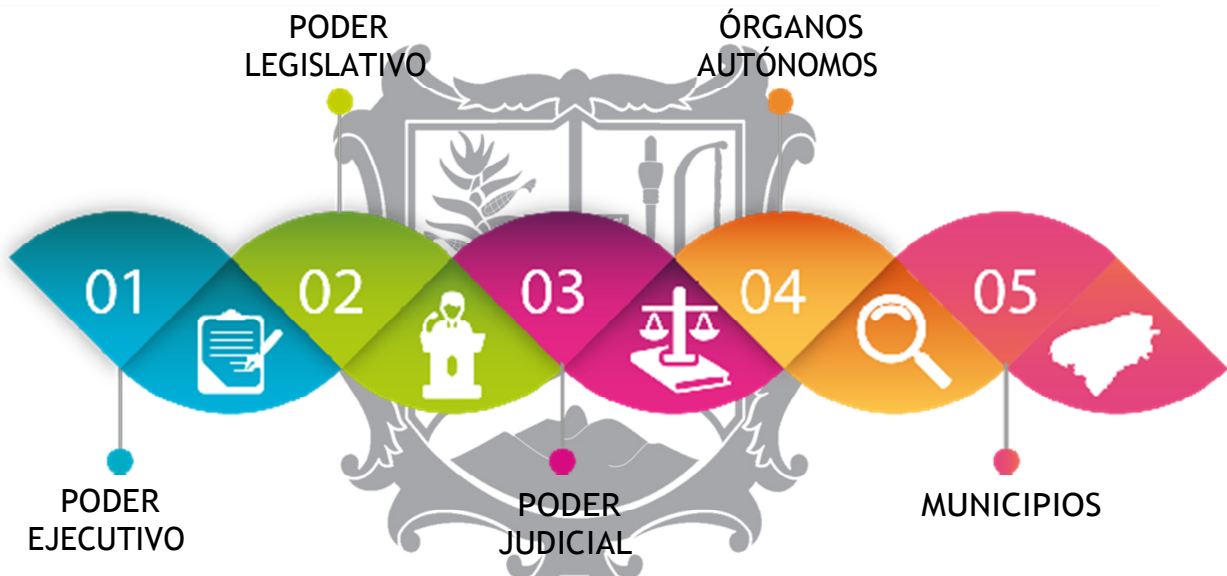 PODER
LEGISLATIVO
ÓRGANOS
AUTÓNOMOS
01
02
03
04
05
PODER
EJECUTIVO
PODER
JUDICIAL
MUNICIPIOS